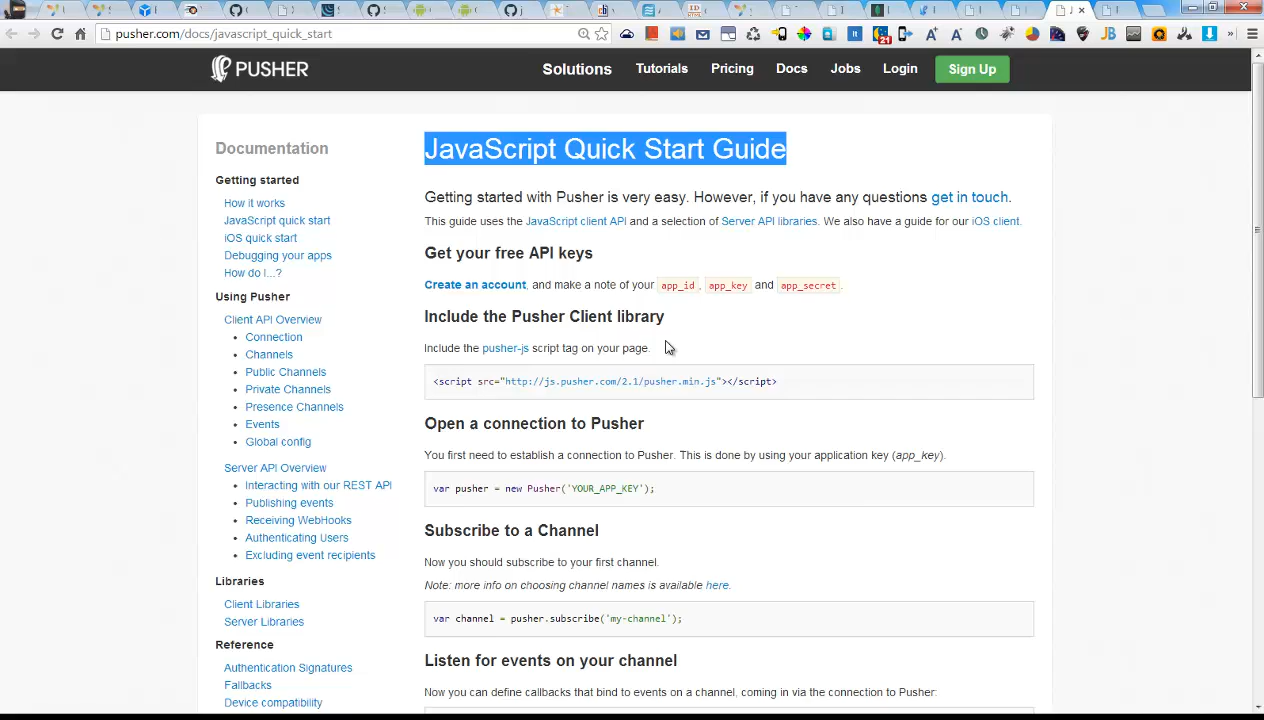 pusher.com/docs/javascript_quick_start
PUSHER
Solutions
Tutorials
Pricing
Docs
Jobs
Login
Sign Up
Documentation
Getting started
How it works
JavaScript quick start
iOS quick start
Debugging your apps
How do I...?
Using Pusher
Client API Overview
Connection
Channels
Public Channels
Private Channels
Presence Channels
Events
Global config
Server API Overview
Interacting with our REST API
Publishing events
Receiving WebHooks
Authenticating Users
Excluding event recipients
Libraries
Client Libraries
Server Libraries
Reference
Authentication Signatures
Fallbacks
Device compatibility
JavaScript Quick Start Guide
Getting started with Pusher is very easy. However, if you have any questions get in touch.
This guide uses the JavaScript client API and a selection of Server API libraries. We also have a guide for our iOS client.
Get your free API keys
Create an account, and make a note of your app_id, app_key and app_secret.
Include the Pusher Client library
Include the pusher-js script tag on your page.
<script src="http://js.pusher.com/2.1/pusher.min.js"></script>
Open a connection to Pusher
You first need to establish a connection to Pusher. This is done by using your application key (app_key).
var pusher = new Pusher('YOUR_APP_KEY');
Subscribe to a Channel
Now you should subscribe to your first channel.
Note: more info on choosing channel names is available here.
var channel = pusher.subscribe('my-channel');
Listen for events on your channel
Now you can define callbacks that bind to events on a channel, coming in via the connection to Pusher: